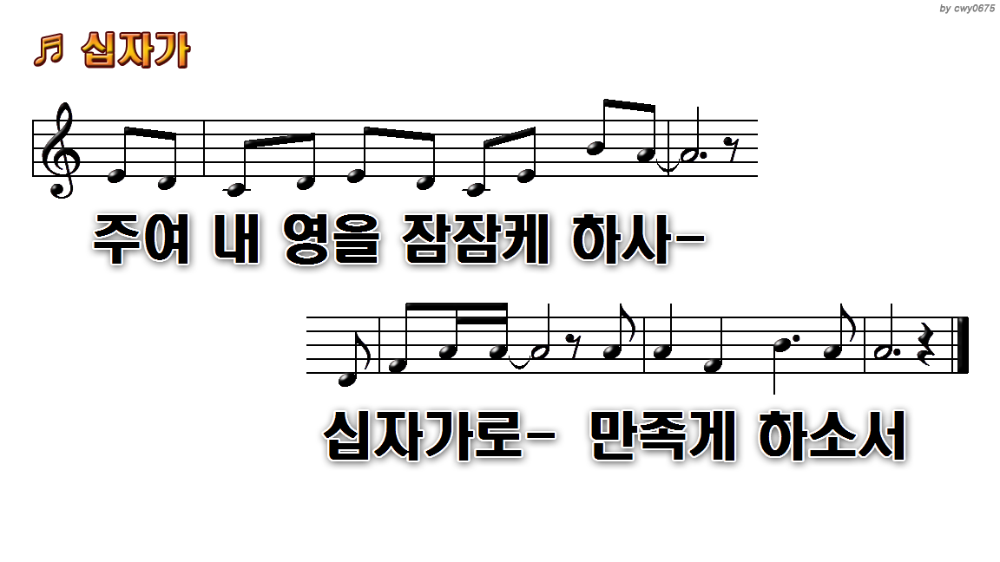 by cwy0675
♬ 십자가
주여 내 영을 잠잠케 하사-
십자가로- 만족게 하소서